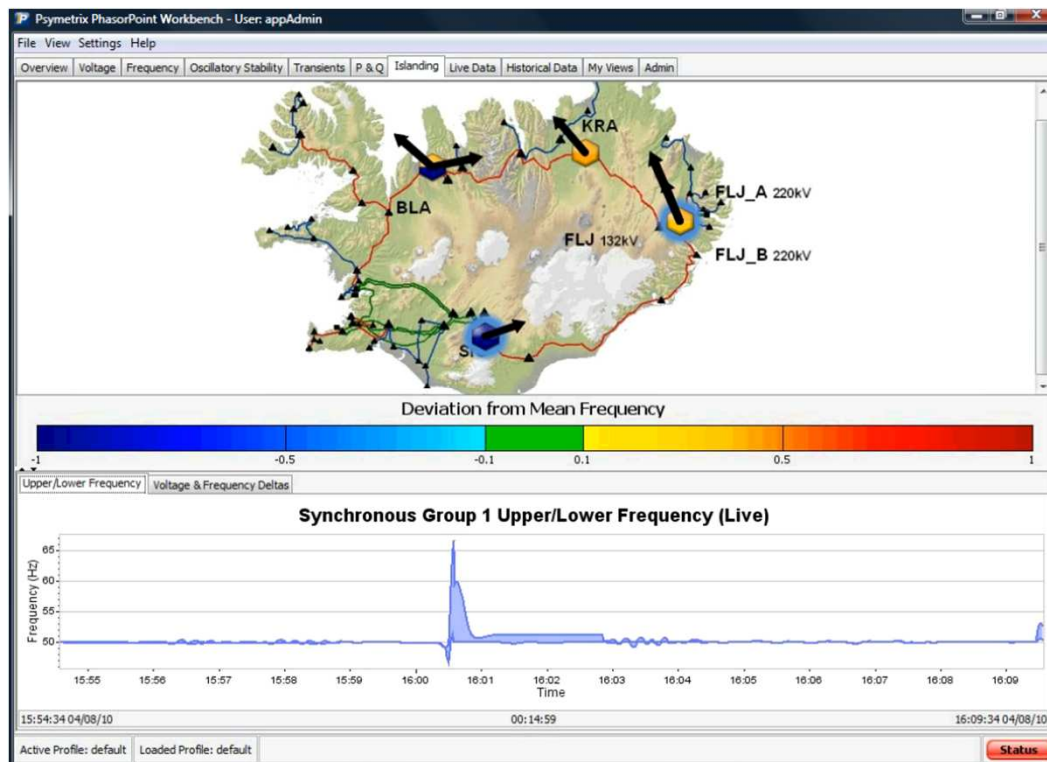 Psymetrix PhasorPoint Workbench - User: appAdmin
File View Settings Help
Overview Voltage Frequency Oscillatory Stability Transients P & Q Islanding Live Data Historical Data My Views Admin
KRA
BLA
FLJ_A 220kV
FLJ 132kV
FLJ_B 220kV
Deviation from Mean Frequency
-1 -0.5 -0.1 0.1 0.5 1
Upper/Lower Frequency Voltage & Frequency Deltas
Synchronous Group 1 Upper/Lower Frequency (Live)
Frequency (Hz)
65
60
55
50
15:55 15:56 15:57 15:58 15:59 16:00 16:01 16:02 16:03 16:04 16:05 16:06 16:07 16:08 16:09
Time
15:54:34 04/08/10 00:14:59 16:09:34 04/08/10
Active Profile: default Loaded Profile: default Status